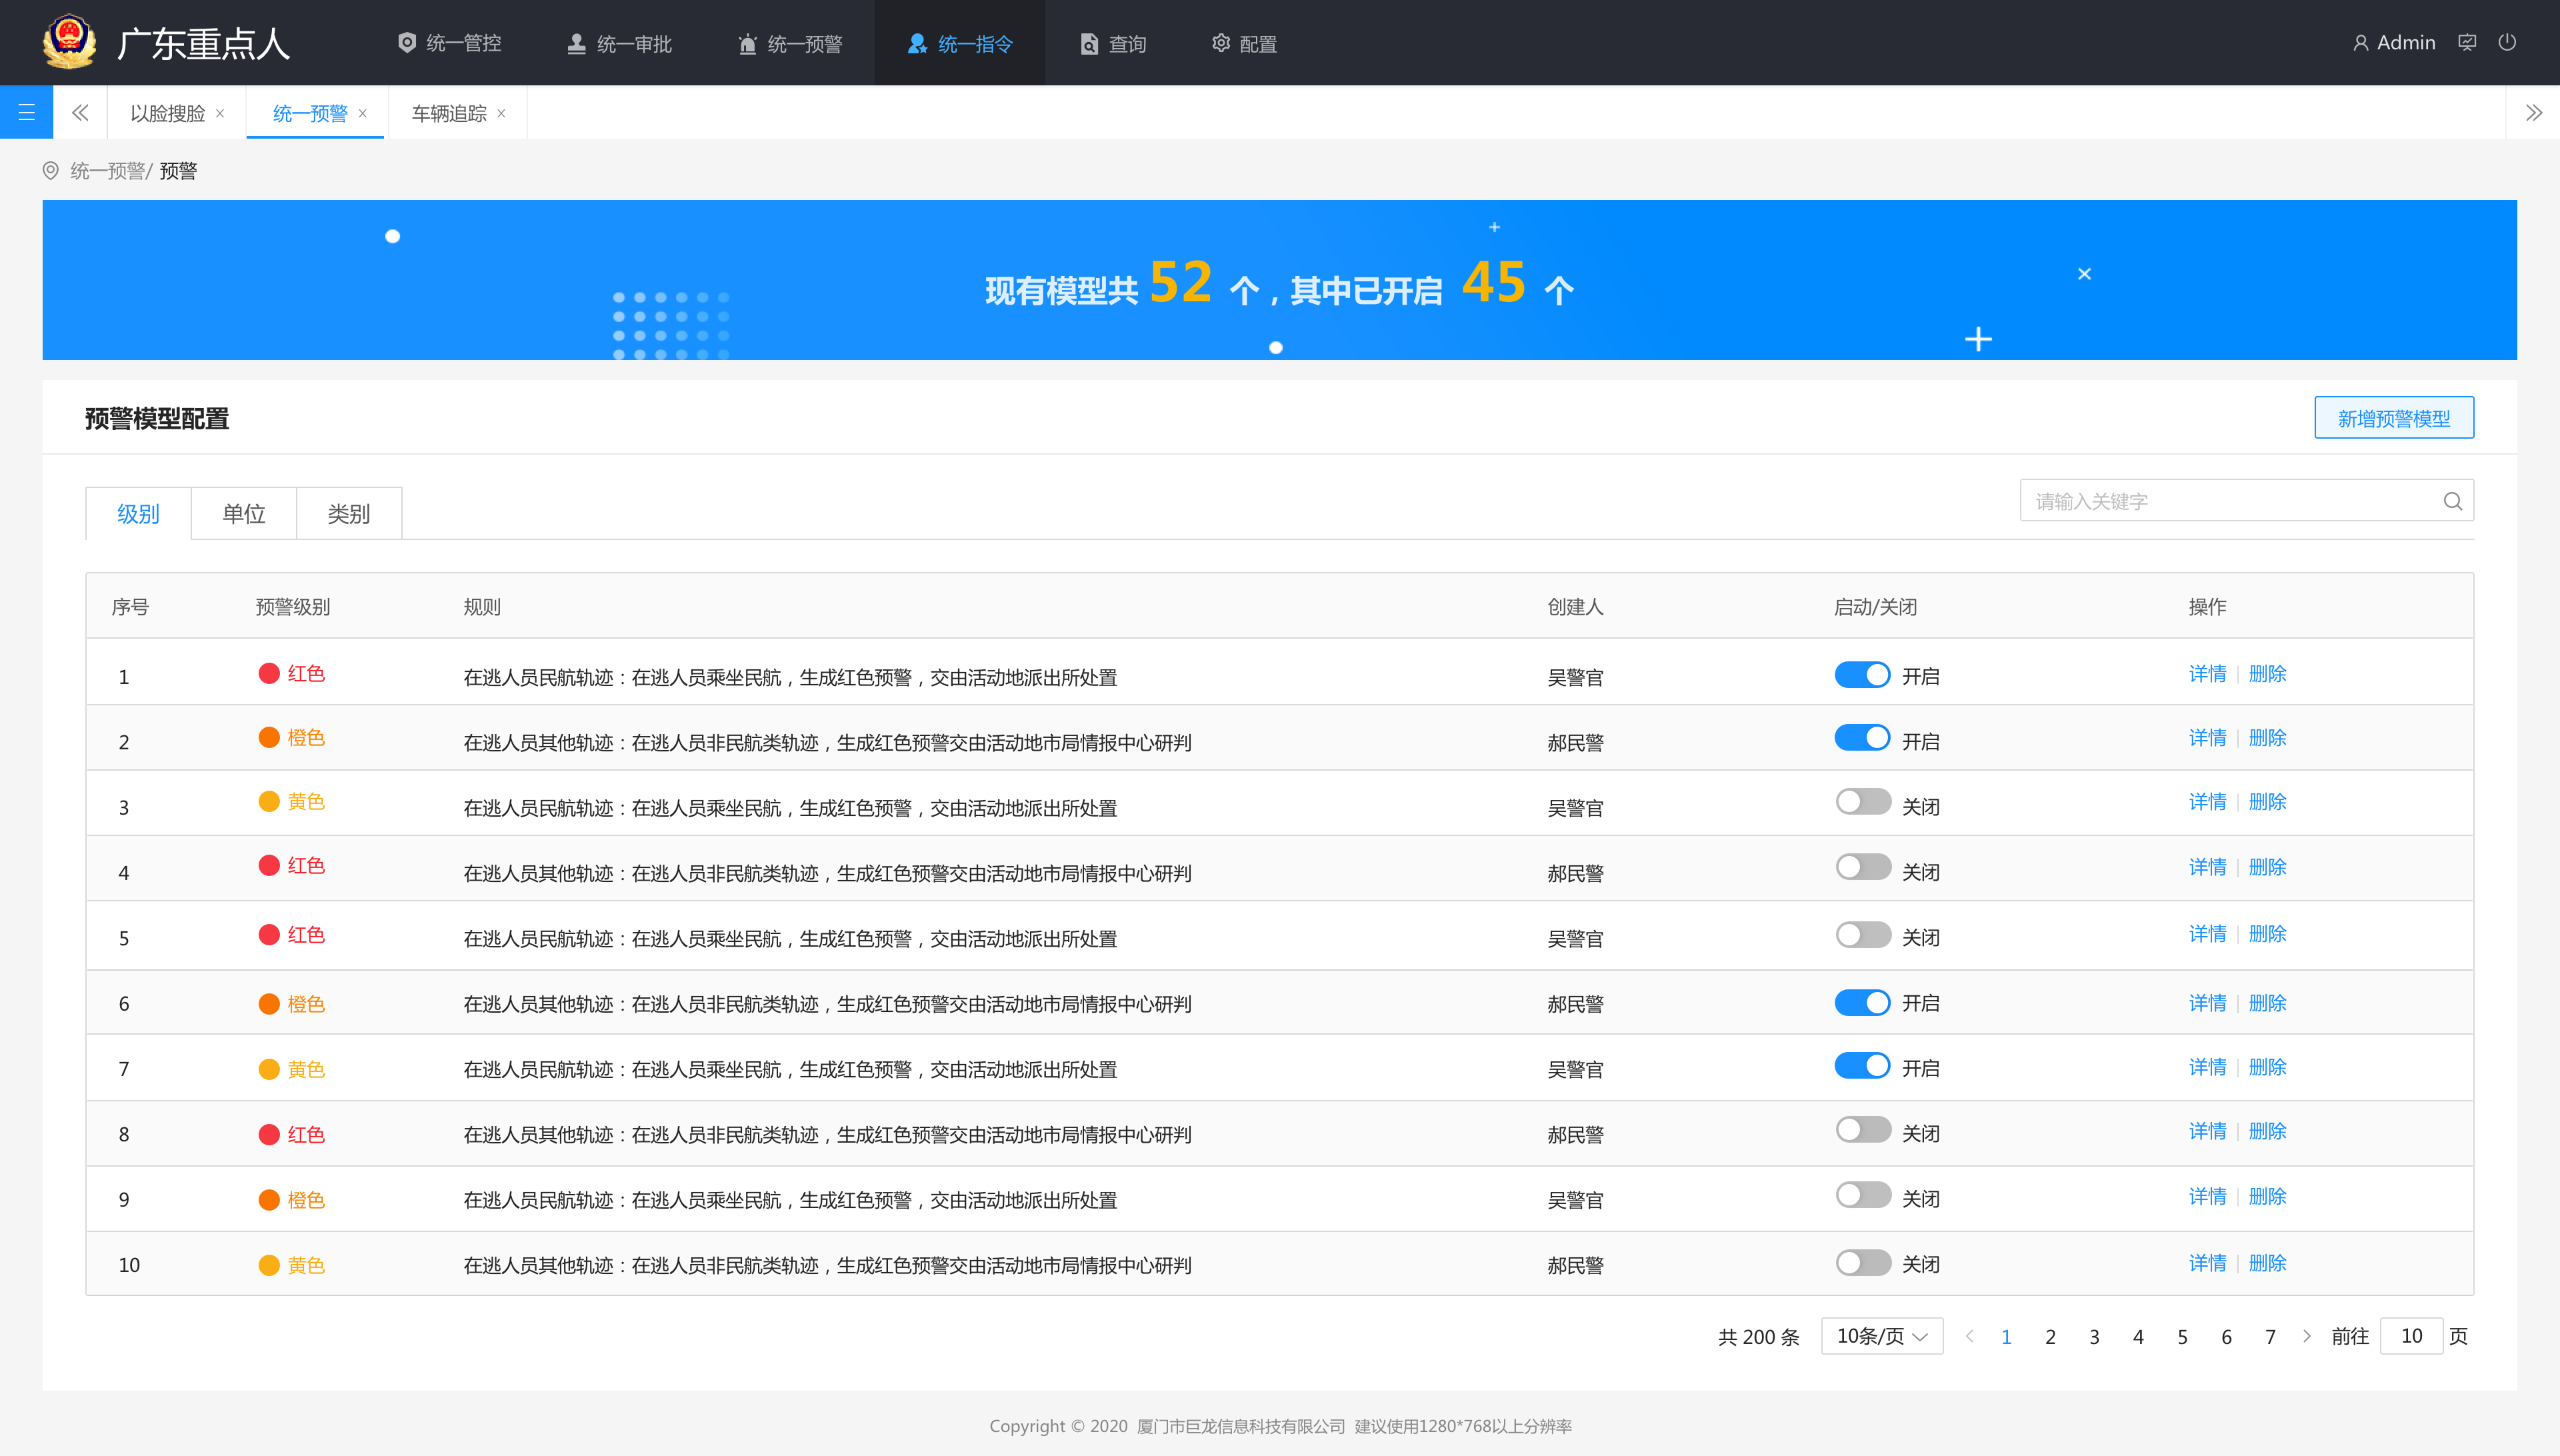 广东重点人 统一管控 统一审批 统一预警 统一指令 查询 配置 Admin
以脸搜脸 × 统一预警 × 车辆追踪 ×
统一预警/ 预警
现有模型共 52 个，其中已开启 45 个
预警模型配置 新增预警模型
级别 单位 类别 请输入关键字
序号 预警级别 规则 创建人 启动/关闭 操作
1 红色 在逃人员民航轨迹：在逃人员乘坐民航，生成红色预警，交由活动地派出所处置 吴警官 开启 详情 删除
2 橙色 在逃人员其他轨迹：在逃人员非民航类轨迹，生成红色预警交由活动地市局情报中心研判 郝民警 开启 详情 删除
3 黄色 在逃人员民航轨迹：在逃人员乘坐民航，生成红色预警，交由活动地派出所处置 吴警官 关闭 详情 删除
4 红色 在逃人员其他轨迹：在逃人员非民航类轨迹，生成红色预警交由活动地市局情报中心研判 郝民警 关闭 详情 删除
5 红色 在逃人员民航轨迹：在逃人员乘坐民航，生成红色预警，交由活动地派出所处置 吴警官 关闭 详情 删除
6 橙色 在逃人员其他轨迹：在逃人员非民航类轨迹，生成红色预警交由活动地市局情报中心研判 郝民警 开启 详情 删除
7 黄色 在逃人员民航轨迹：在逃人员乘坐民航，生成红色预警，交由活动地派出所处置 吴警官 开启 详情 删除
8 红色 在逃人员其他轨迹：在逃人员非民航类轨迹，生成红色预警交由活动地市局情报中心研判 郝民警 关闭 详情 删除
9 橙色 在逃人员民航轨迹：在逃人员乘坐民航，生成红色预警，交由活动地派出所处置 吴警官 关闭 详情 删除
10 黄色 在逃人员其他轨迹：在逃人员非民航类轨迹，生成红色预警交由活动地市局情报中心研判 郝民警 关闭 详情 删除
共 200 条 10条/页 1 2 3 4 5 6 7 前往 10 页
Copyright © 2020 厦门市巨龙信息科技有限公司 建议使用1280*768以上分辨率